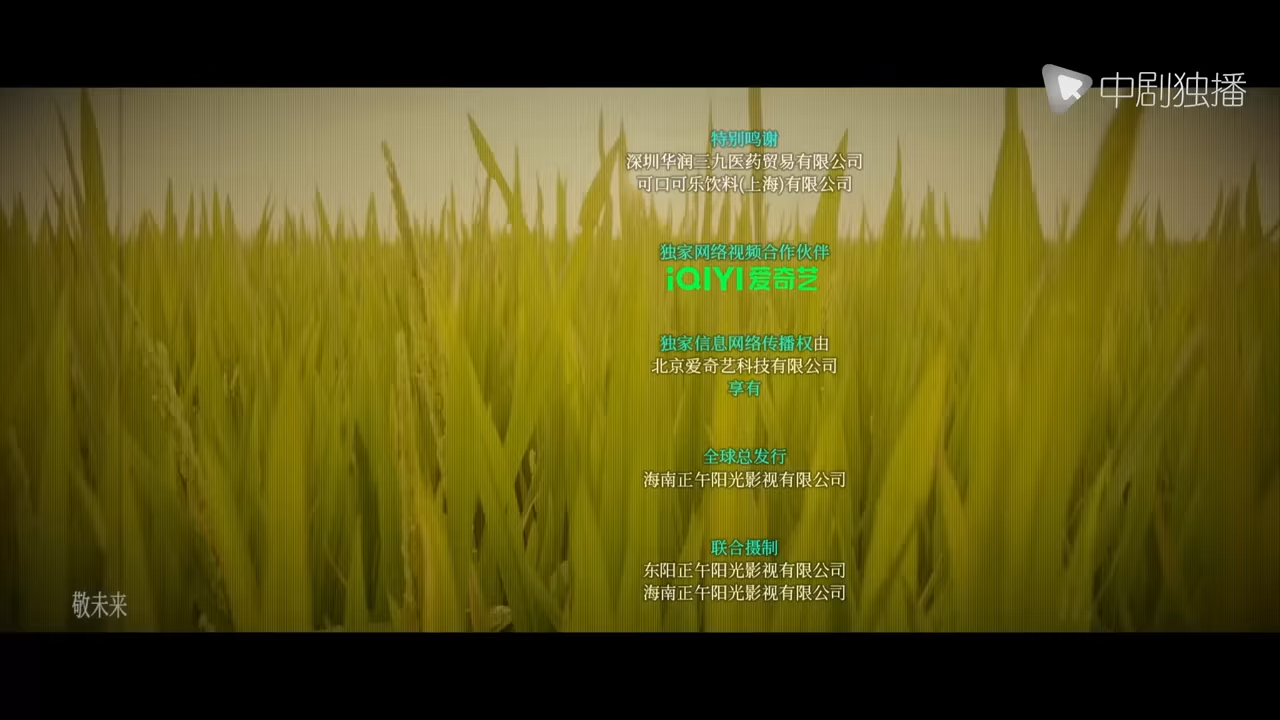 中剧独播
特别鸣谢
深圳华润三九医药贸易有限公司
可口可乐饮料(上海)有限公司
独家网络视频合作伙伴
iQIYI 爱奇艺
独家信息网络传播权由
北京爱奇艺科技有限公司
享有
全球总发行
海南正午阳光影视有限公司
联合摄制
东阳正午阳光影视有限公司
海南正午阳光影视有限公司
敬未来